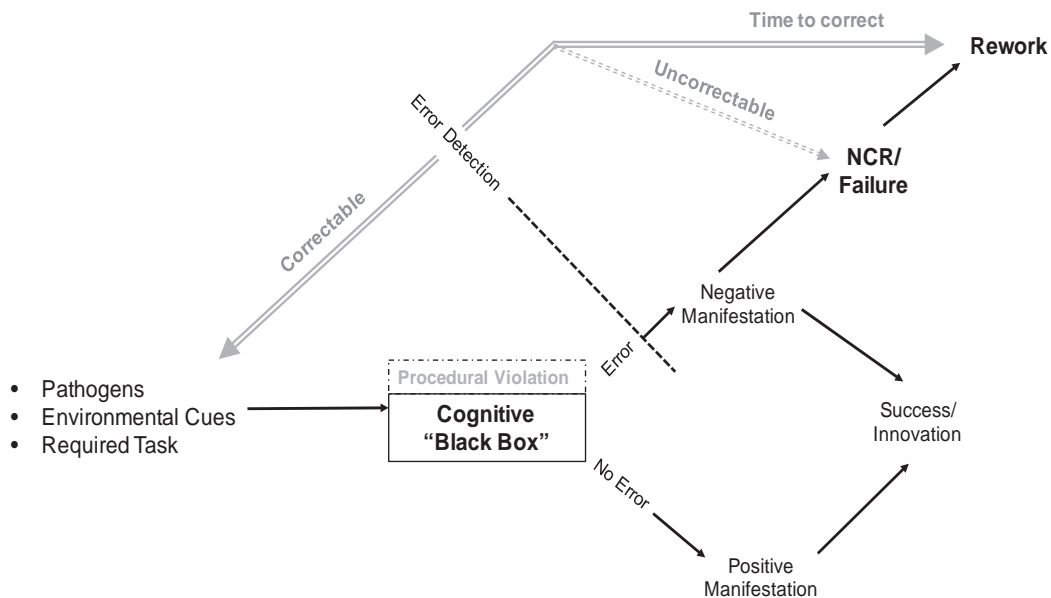 Time to correct
Rework
Uncorrectable
Error Detection
NCR/
Failure
Correctable
Negative
Manifestation
Error
• Pathogens
• Environmental Cues
• Required Task
Procedural Violation
Cognitive
“Black Box”
Success/
Innovation
No Error
Positive
Manifestation